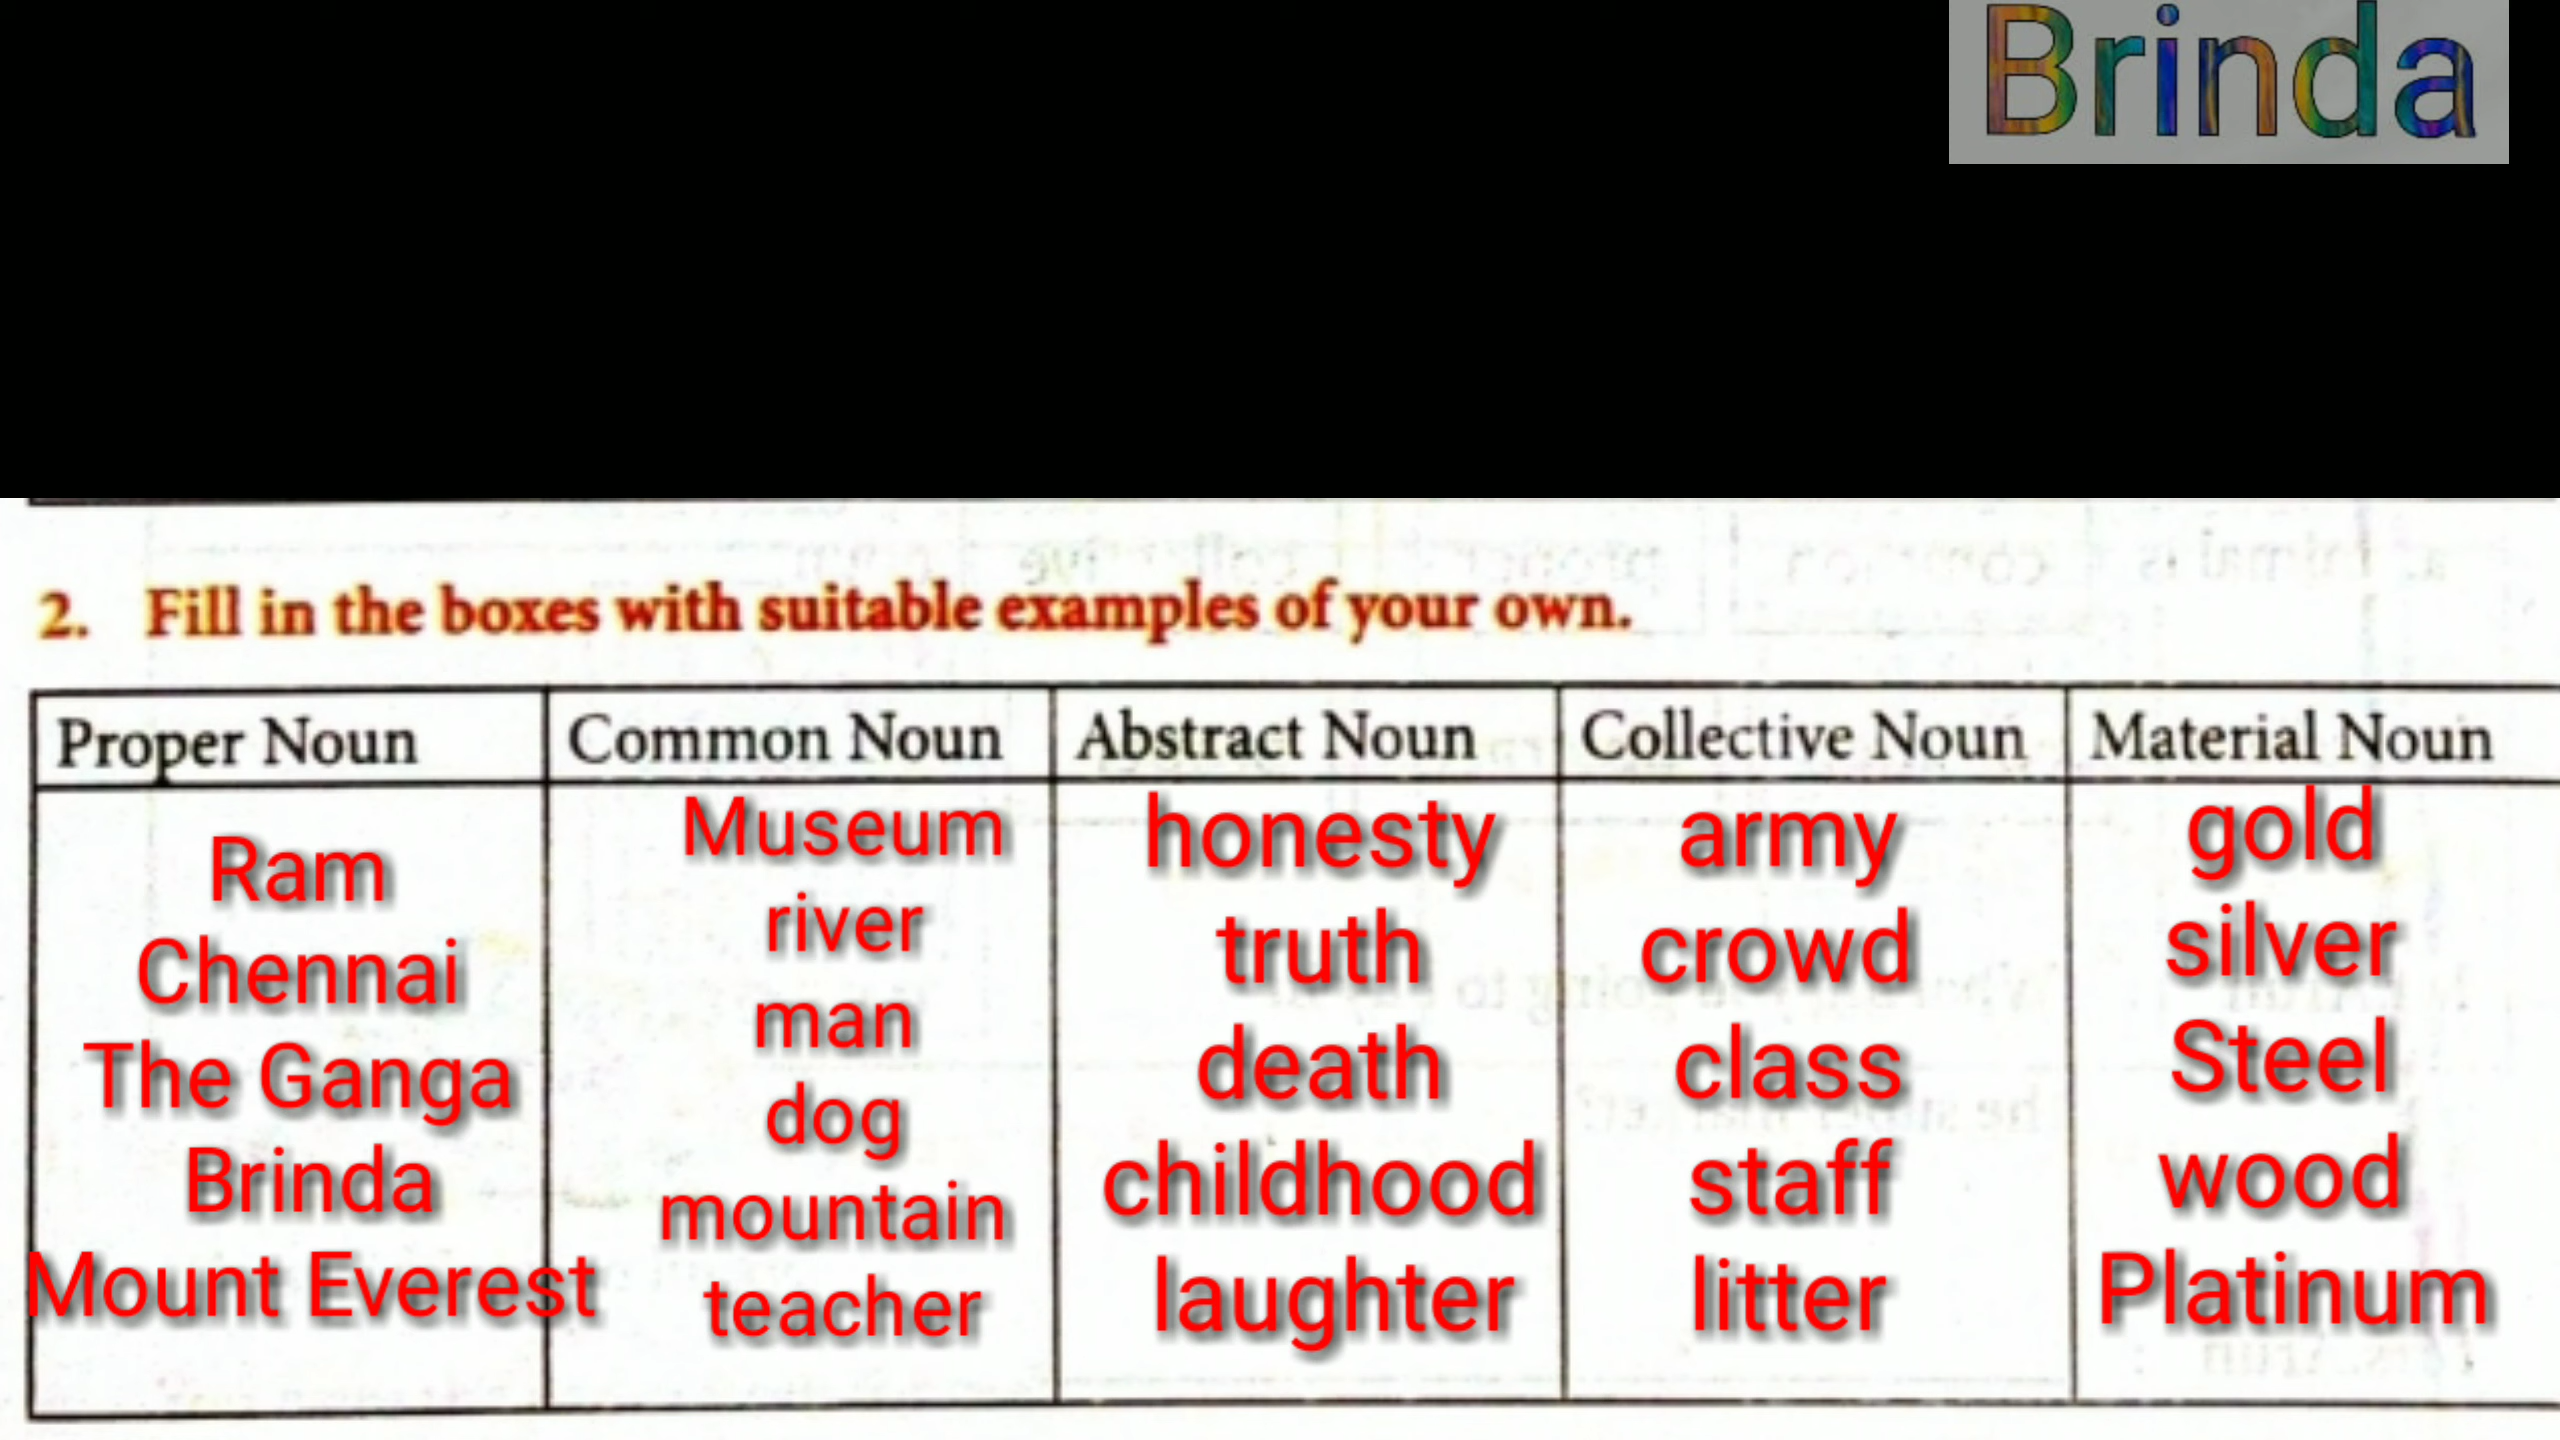 Brinda
2. Fill in the boxes with suitable examples of your own.
Proper Noun Common Noun Abstract Noun Collective Noun Material Noun
Ram
Chennai
The Ganga
Brinda
Mount Everest
Museum
river
man
dog
mountain
teacher
honesty
truth
death
childhood
laughter
army
crowd
class
staff
litter
gold
silver
Steel
wood
Platinum